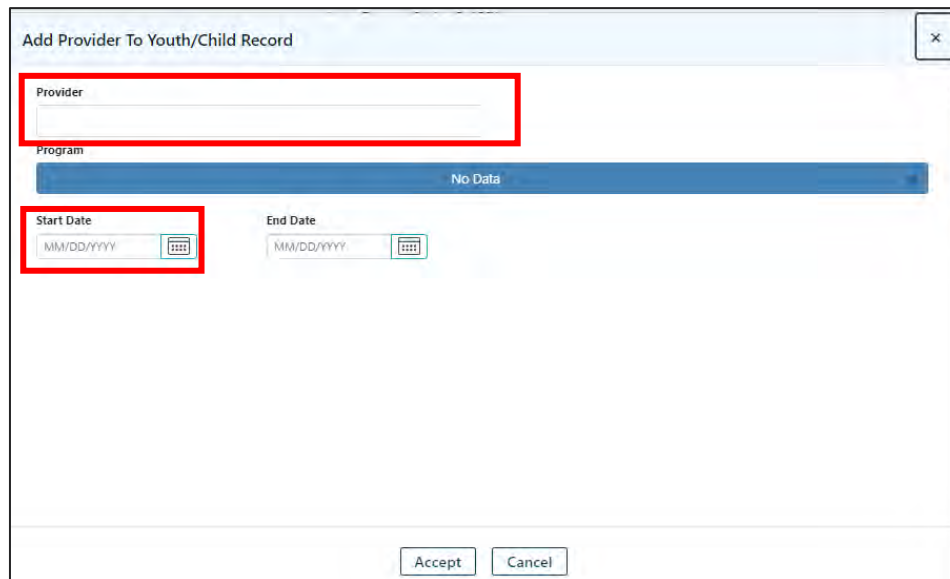 Add Provider To Youth/Child Record
×
Provider
Program
No Data
Start Date
End Date
MM/DD/YYYY
MM/DD/YYYY
Accept
Cancel